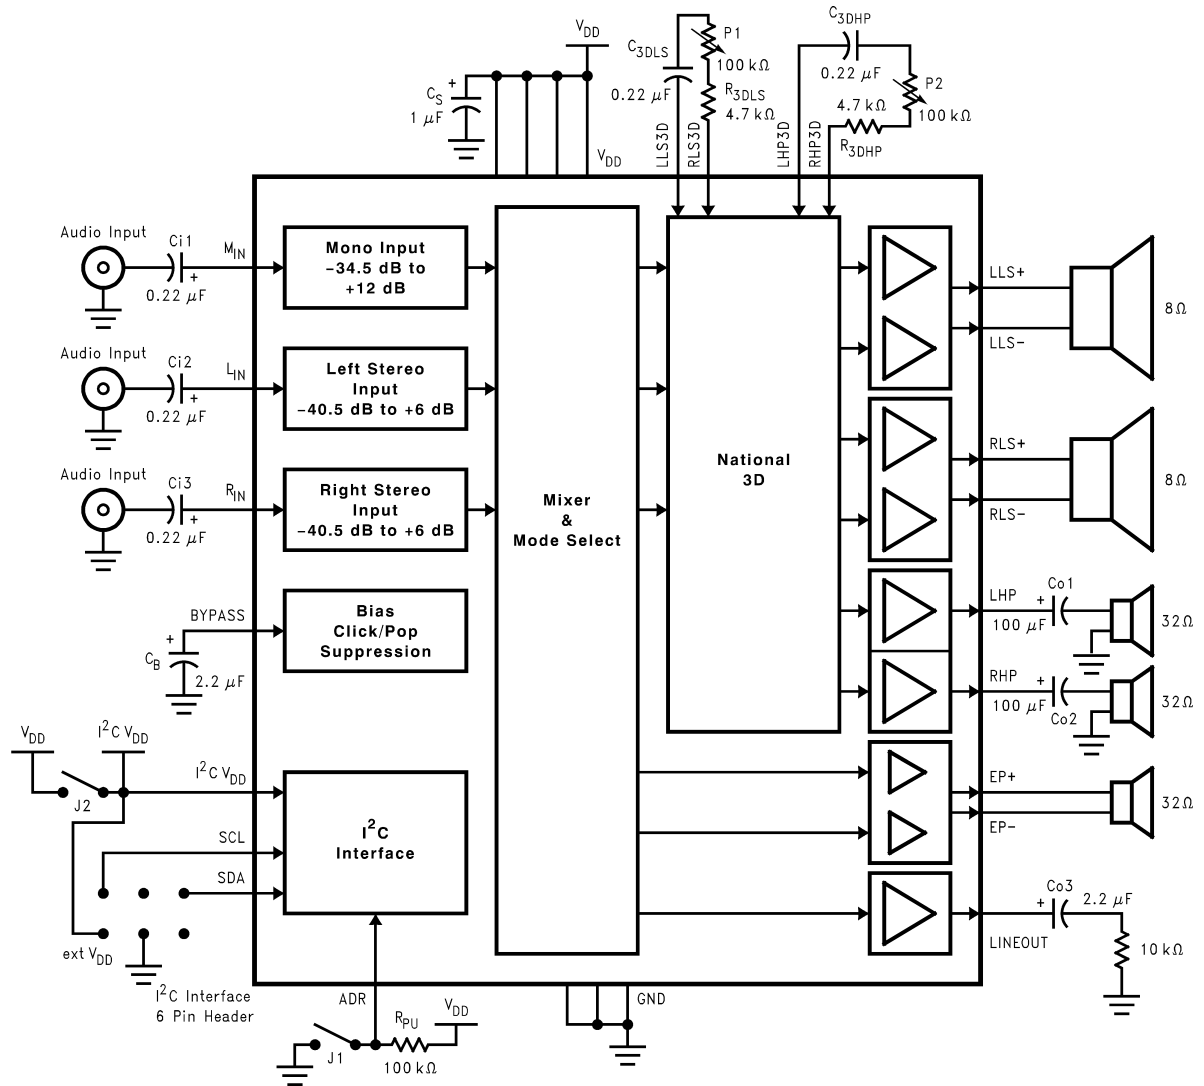 V_DD
C_S
+
1 µF
V_DD
C_3DLS
0.22 µF
P1
100 kΩ
R_3DLS
4.7 kΩ
LLS3D
RLS3D
C_3DHP
0.22 µF
P2
100 kΩ
4.7 kΩ
R_3DHP
LHP3D
RHP3D
Audio Input
Ci1
+
0.22 µF
M_IN
Mono Input
−34.5 dB to
+12 dB
Audio Input
Ci2
+
0.22 µF
L_IN
Left Stereo
Input
−40.5 dB to +6 dB
Audio Input
Ci3
+
0.22 µF
R_IN
Right Stereo
Input
−40.5 dB to +6 dB
BYPASS
+
C_B
2.2 µF
Bias
Click/Pop
Suppression
V_DD
I²C V_DD
J2
I²C V_DD
SCL
SDA
ext V_DD
I²C Interface
6 Pin Header
I²C
Interface
ADR
J1
R_PU
100 kΩ
V_DD
GND
Mixer
&
Mode Select
National
3D
LLS+
LLS−
8Ω
RLS+
RLS−
8Ω
LHP
+
Co1
100 µF
32Ω
RHP
+
100 µF
Co2
32Ω
EP+
EP−
32Ω
Co3
+
2.2 µF
LINEOUT
10 kΩ